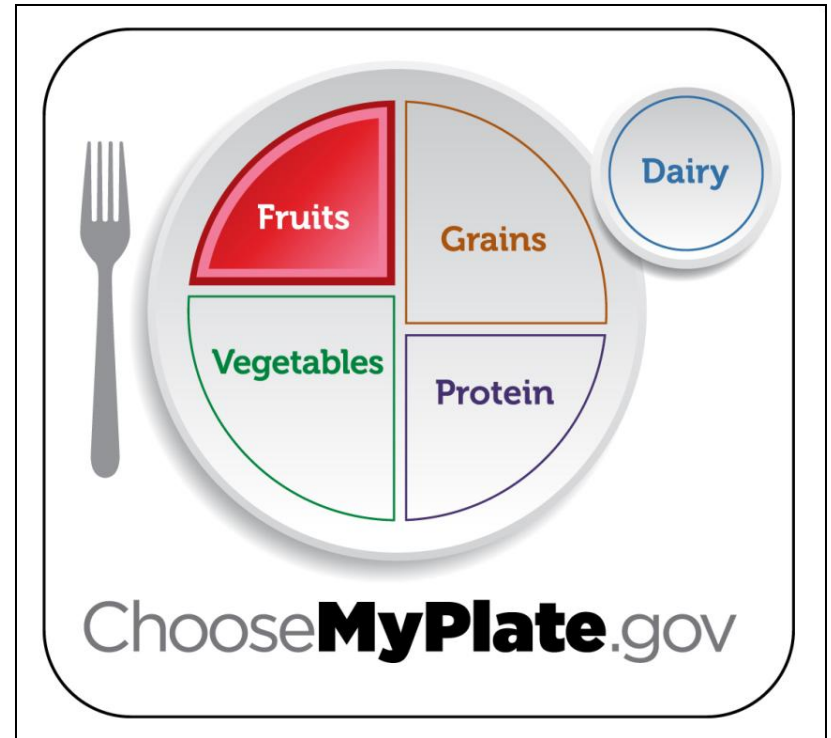 Fruits
Grains
Dairy
Vegetables
Protein
ChooseMyPlate.gov